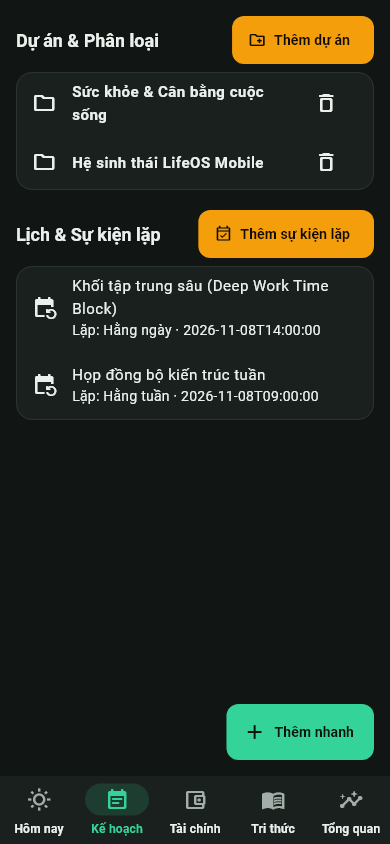 Dự án & Phân loại
Thêm dự án
Sức khỏe & Cân bằng cuộc
sống
Hệ sinh thái LifeOS Mobile
Lịch & Sự kiện lặp
Thêm sự kiện lặp
Khối tập trung sâu (Deep Work Time
Block)
Lặp: Hằng ngày · 2026-11-08T14:00:00
Họp đồng bộ kiến trúc tuần
Lặp: Hằng tuần · 2026-11-08T09:00:00
Thêm nhanh
Hôm nay
Kế hoạch
Tài chính
Tri thức
Tổng quan